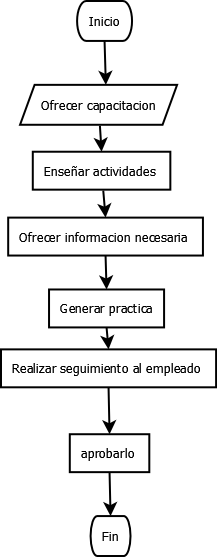 Inicio
Ofrecer capacitacion
Enseñar actividades
Ofrecer informacion necesaria
Generar practica
Realizar seguimiento al empleado
aprobarlo
Fin